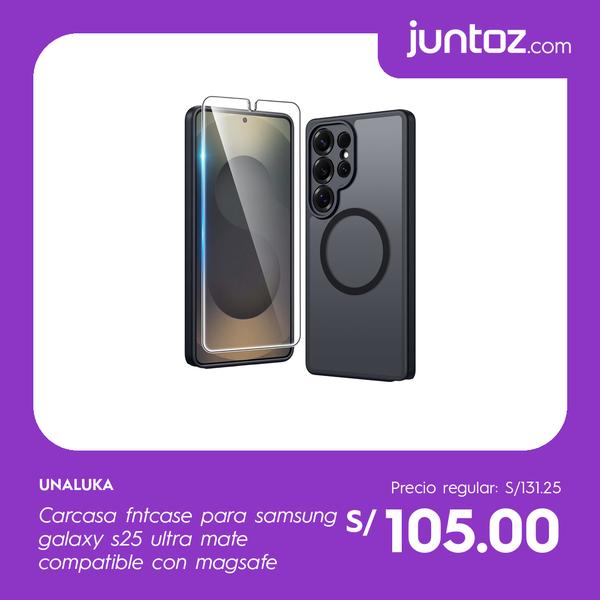 juntoz.com
UNALUKA
Carcasa fntcase para samsung
galaxy s25 ultra mate
compatible con magsafe
Precio regular: S/131.25
S/105.00